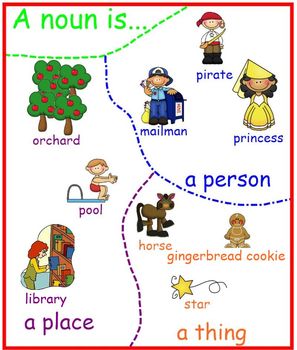 A noun is...
pirate
mailman
princess
orchard
a person
pool
horse
gingerbread cookie
library
star
a place
a thing